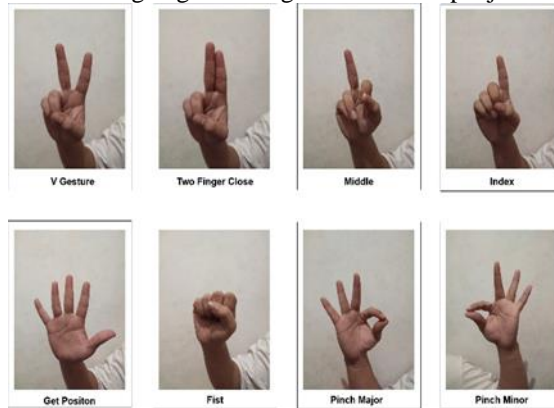 V Gesture
Two Finger Close
Middle
Index
Get Positon
Fist
Pinch Major
Pinch Minor